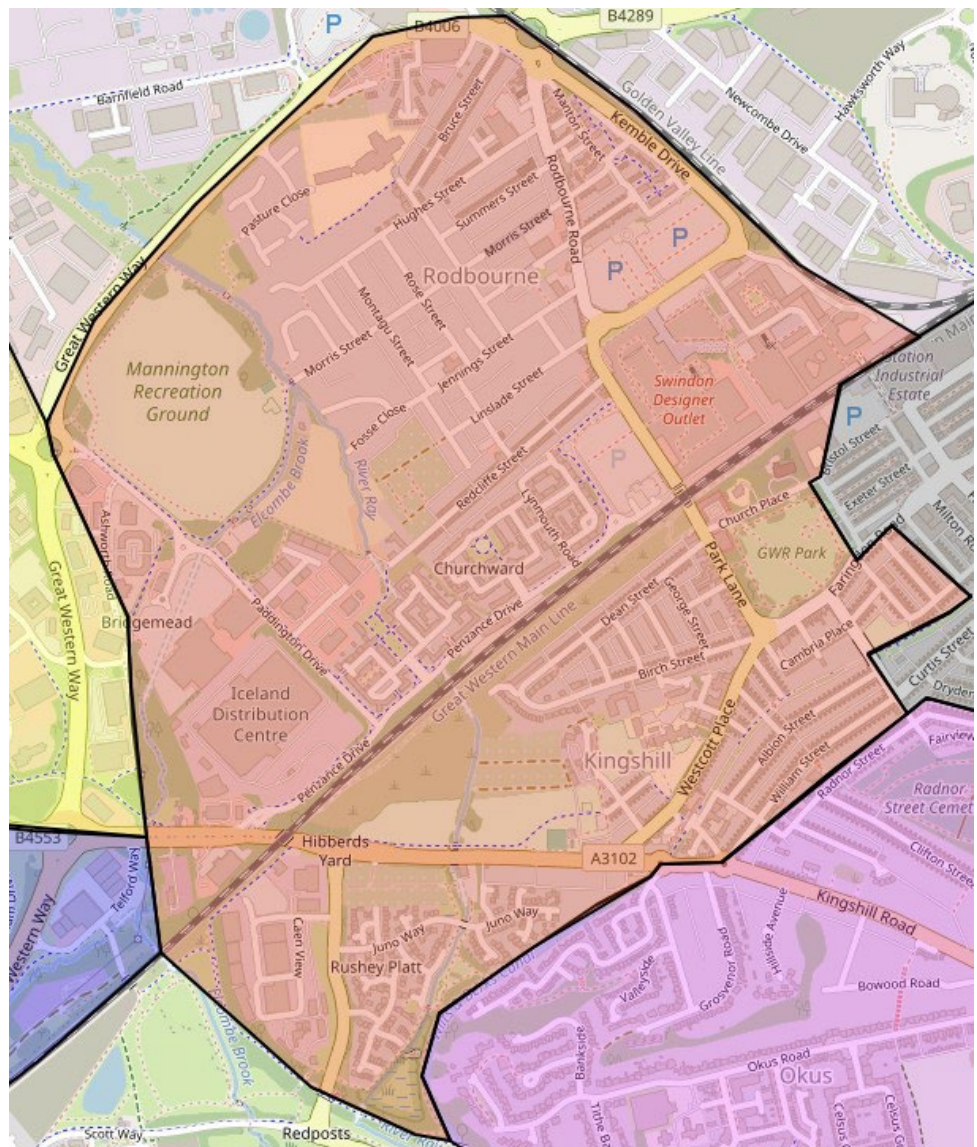 B4006
B4289
P
Barnfield Road
Hawksworth Way
Newcombe Drive
Golden Valley Line
Bruce Street
Manton Street
Kemble Drive
Rodbourne Road
Pasture Close
Hughes Street
Summers Street
Morris Street
P
P
Rodbourne
Great Western Way
Rose Street
Montagu Street
Morris Street
Jennings Street
Mannington
Recreation
Ground
Linslade Street
Fosse Close
Swindon
Designer
Outlet
Station
Industrial
Estate
P
Bristol Street
Exeter Street
Milton
Elcombe Brook
River Ray
Redcliffe Street
P
Lynmouth Road
Church Place
GWR Park
Park Lane
Churchward
Bridgemead
Great Western Way
Paddington Drive
Penzance Drive
Great Western Main Line
Dean Street
George Street
Birch Street
Cambria Place
Curtis Street
Iceland
Distribution
Centre
Penzance Drive
Kingshill
Westcott Place
Albion Street
William Street
Radnor Street
Fairview
Radnor
Clifton Street
B4553
Telford Way
Hibberds
Yard
A3102
Kingshill Road
Western Way
Caen View
Juno Way
Juno Way
Rushey Platt
Valleyside
Grosvenor Road
Hillside Avenue
Bowood Road
Bankside
Okus Road
Okus
Scott Way
Redposts